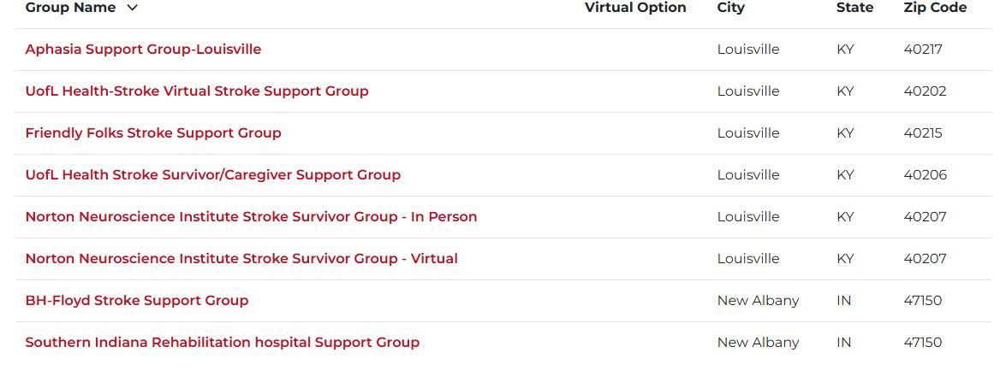 Group Name Virtual Option City State Zip Code
Aphasia Support Group-Louisville Louisville KY 40217
UofL Health-Stroke Virtual Stroke Support Group Louisville KY 40202
Friendly Folks Stroke Support Group Louisville KY 40215
UofL Health Stroke Survivor/Caregiver Support Group Louisville KY 40206
Norton Neuroscience Institute Stroke Survivor Group - In Person Louisville KY 40207
Norton Neuroscience Institute Stroke Survivor Group - Virtual Louisville KY 40207
BH-Floyd Stroke Support Group New Albany IN 47150
Southern Indiana Rehabilitation hospital Support Group New Albany IN 47150